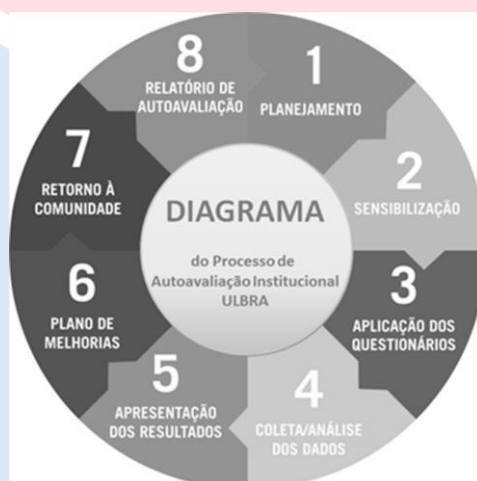 DIAGRAMA
do Processo de
Autoavaliação Institucional
ULBRA
1
PLANEJAMENTO
2
SENSIBILIZAÇÃO
3
APLICAÇÃO DOS
QUESTIONÁRIOS
4
COLETA/ANÁLISE
DOS DADOS
5
APRESENTAÇÃO
DOS RESULTADOS
6
PLANO DE
MELHORIAS
7
RETORNO À
COMUNIDADE
8
RELATÓRIO DE
AUTOAVALIAÇÃO